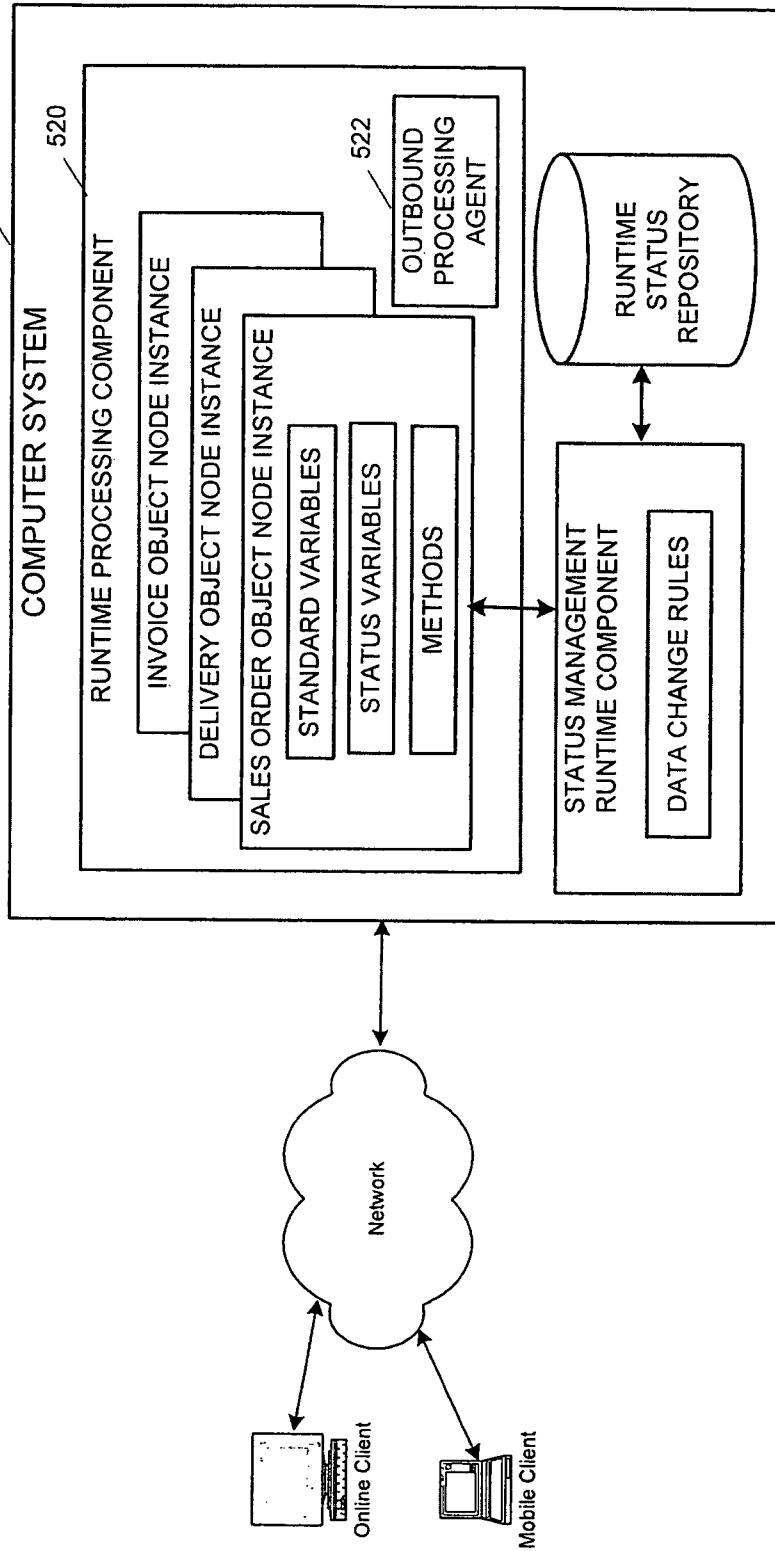 COMPUTER SYSTEM
520
RUNTIME PROCESSING COMPONENT
INVOICE OBJECT NODE INSTANCE
DELIVERY OBJECT NODE INSTANCE
SALES ORDER OBJECT NODE INSTANCE
STANDARD VARIABLES
STATUS VARIABLES
METHODS
522
OUTBOUND
PROCESSING
AGENT
STATUS MANAGEMENT
RUNTIME COMPONENT
DATA CHANGE RULES
RUNTIME
STATUS
REPOSITORY
Network
Online Client
Mobile Client